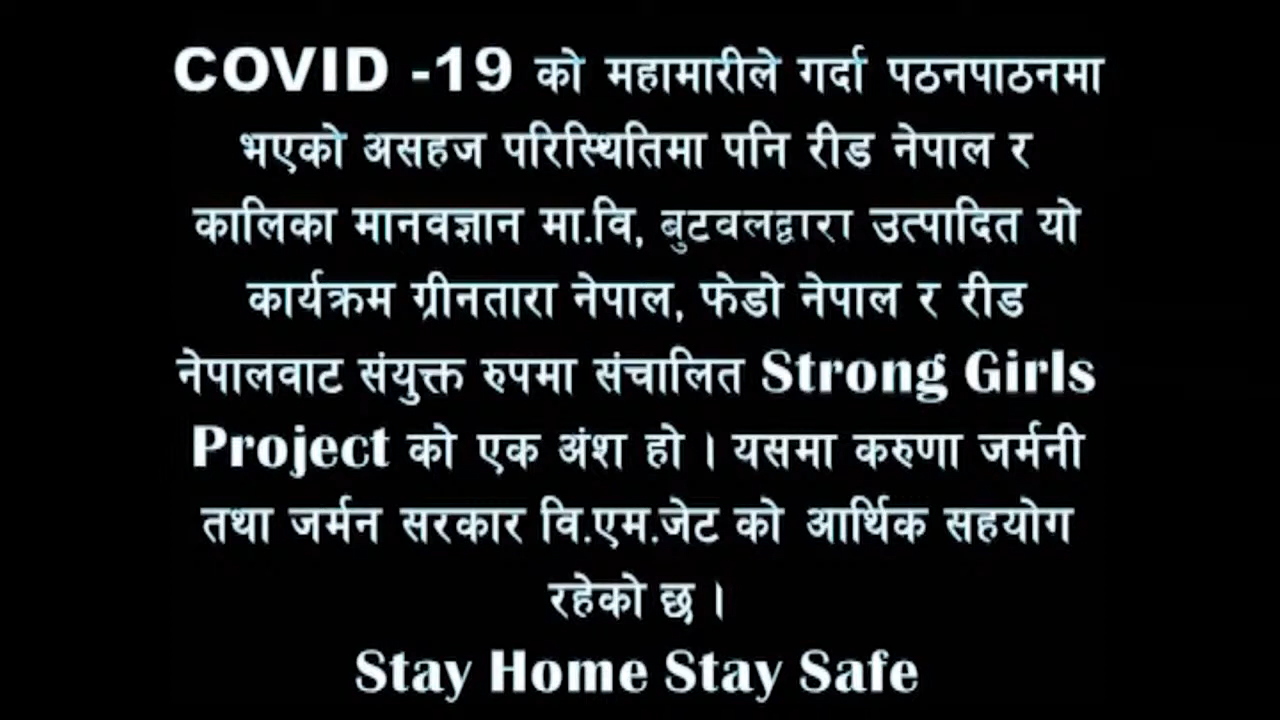 COVID -19 को महामारीले गर्दा पठनपाठनमा
भएको असहज परिस्थितिमा पनि रीड नेपाल र
कालिका मानवज्ञान मा.वि, बुटवलद्वारा उत्पादित यो
कार्यक्रम ग्रीनतारा नेपाल, फेडो नेपाल र रीड
नेपालवाट संयुक्त रुपमा संचालित Strong Girls
Project को एक अंश हो । यसमा करुणा जर्मनी
तथा जर्मन सरकार वि.एम.जेट को आर्थिक सहयोग
रहेको छ ।
Stay Home Stay Safe